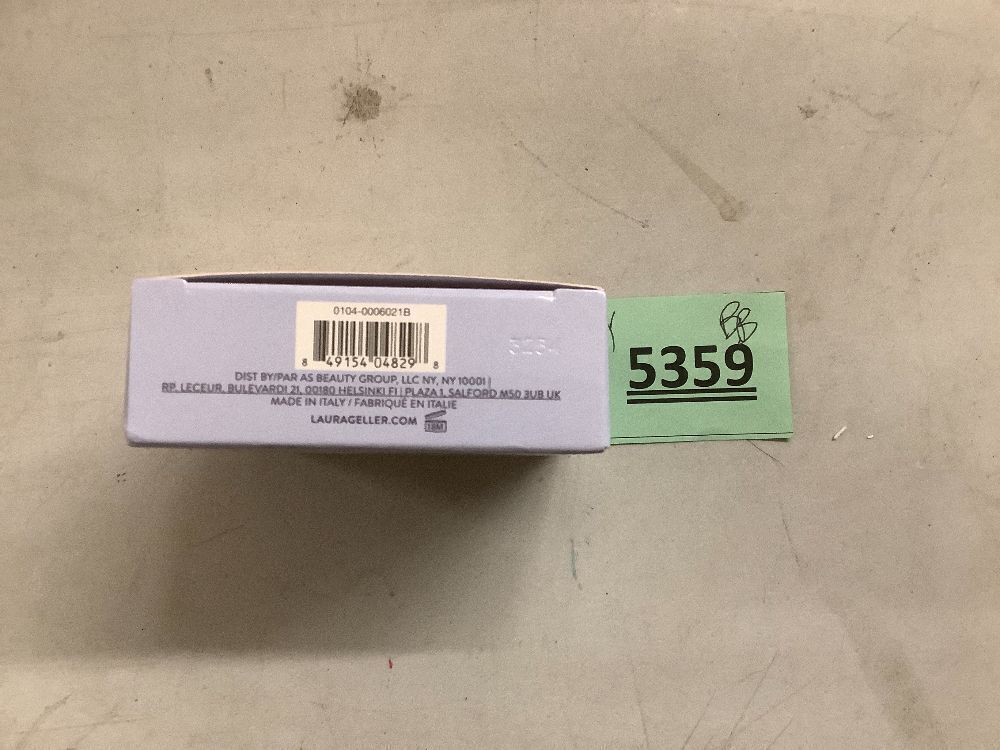 0104-0006021B
8 49154 04829 8
DIST BY/PAR AS BEAUTY GROUP, LLC NY, NY 10001 |
RP. LECEUR, BULEVARDI 21, 00180 HELSINKI FI | PLAZA 1, SALFORD M50 3UB UK
MADE IN ITALY / FABRIQUÉ EN ITALIE
LAURAGELLER.COM 18M
BB
5359